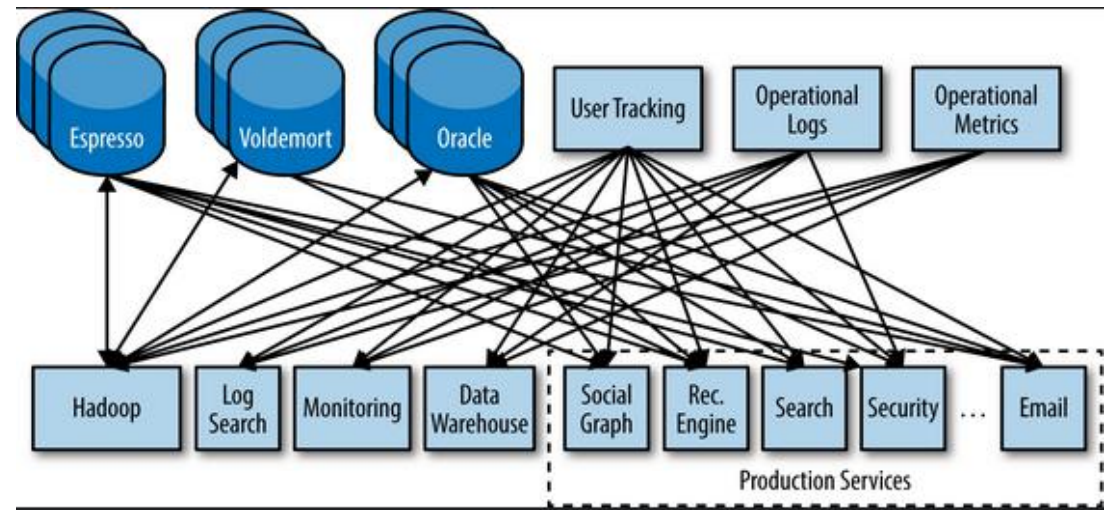 Espresso
Voldemort
Oracle
User Tracking
Operational
Logs
Operational
Metrics
Hadoop
Log
Search
Monitoring
Data
Warehouse
Social
Graph
Rec.
Engine
Search
Security
...
Email
Production Services